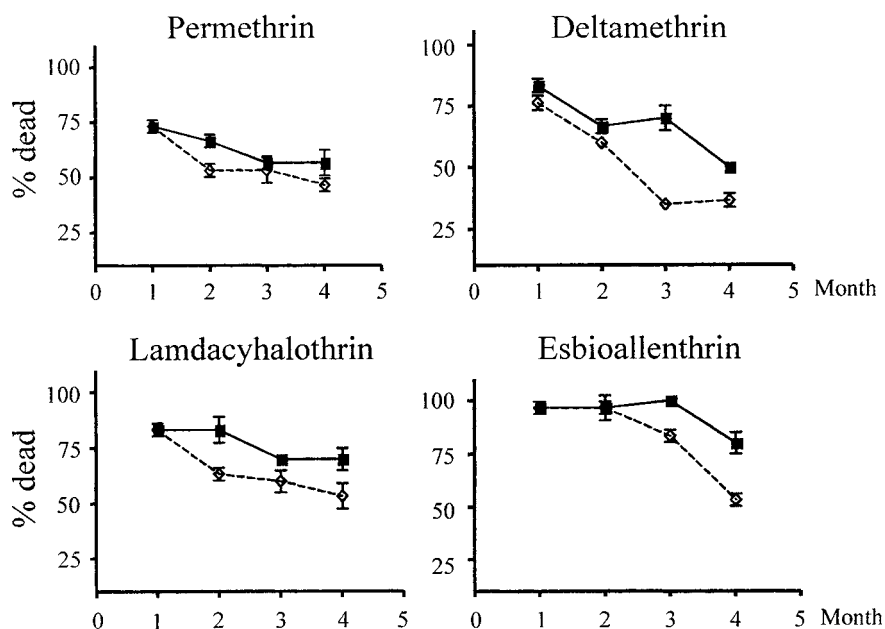 Permethrin
Deltamethrin
% dead
100
75
50
25
0 1 2 3 4 5
100
75
50
25
0 1 2 3 4 5 Month
Lamdacyhalothrin
Esbioallenthrin
% dead
100
75
50
25
0 1 2 3 4 5
100
75
50
25
0 1 2 3 4 5 Month